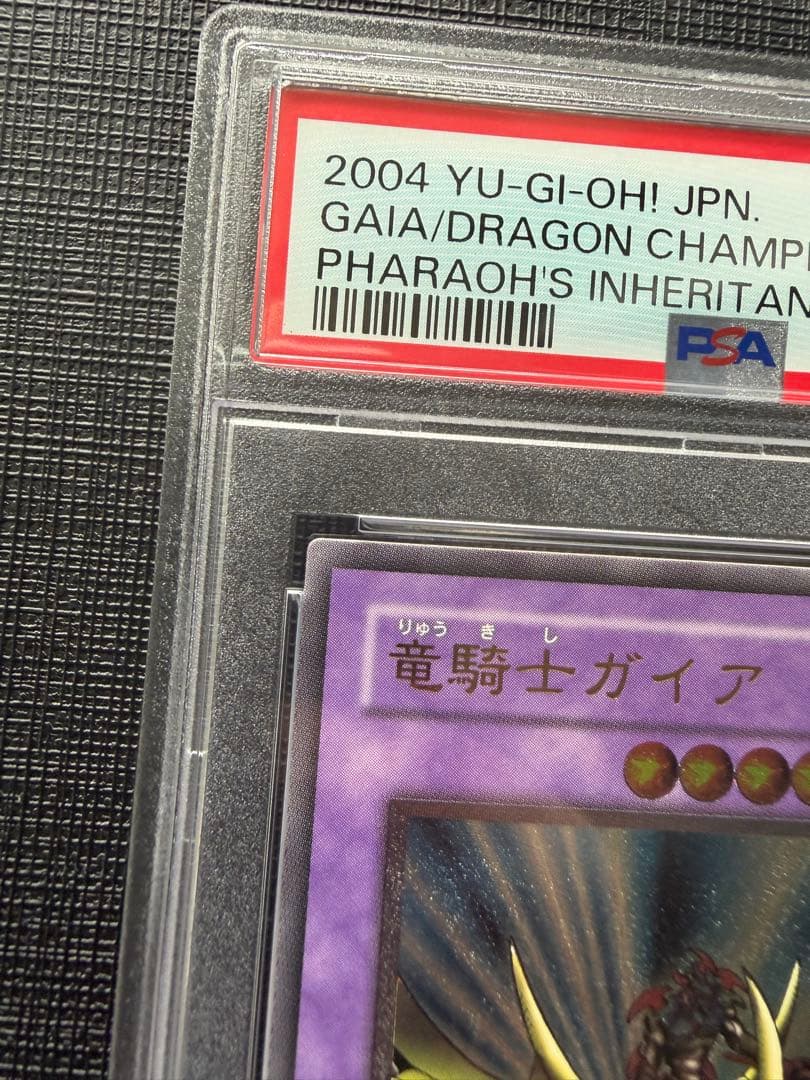 2004 YU-GI-OH! JPN.
GAIA/DRAGON CHAMPI
PHARAOH'S INHERITAN
PSA
りゅう き し
竜騎士ガイア